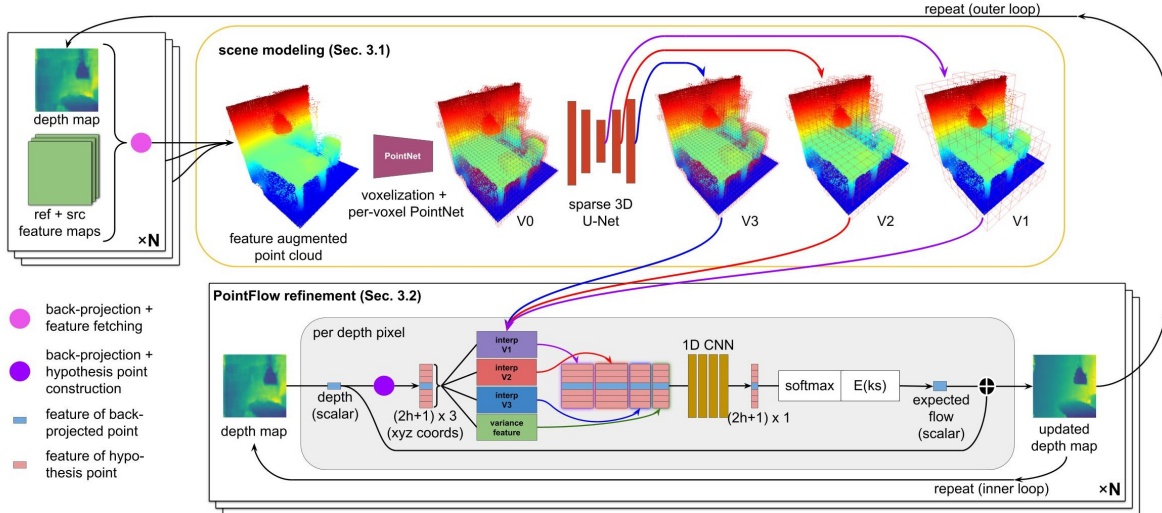 repeat (outer loop)
scene modeling (Sec. 3.1)
depth map
ref + src
feature maps
×N
feature augmented
point cloud
PointNet
voxelization +
per-voxel PointNet
V0
sparse 3D
U-Net
V3
V2
V1
back-projection +
feature fetching
back-projection +
hypothesis point
construction
feature of back-
projected point
feature of hypo-
thesis point
PointFlow refinement (Sec. 3.2)
per depth pixel
depth map
depth
(scalar)
(2h+1) x 3
(xyz coords)
interp
V1
interp
V2
interp
V3
variance
feature
1D CNN
(2h+1) x 1
softmax
E(ks)
expected
flow
(scalar)
updated
depth map
repeat (inner loop)
×N